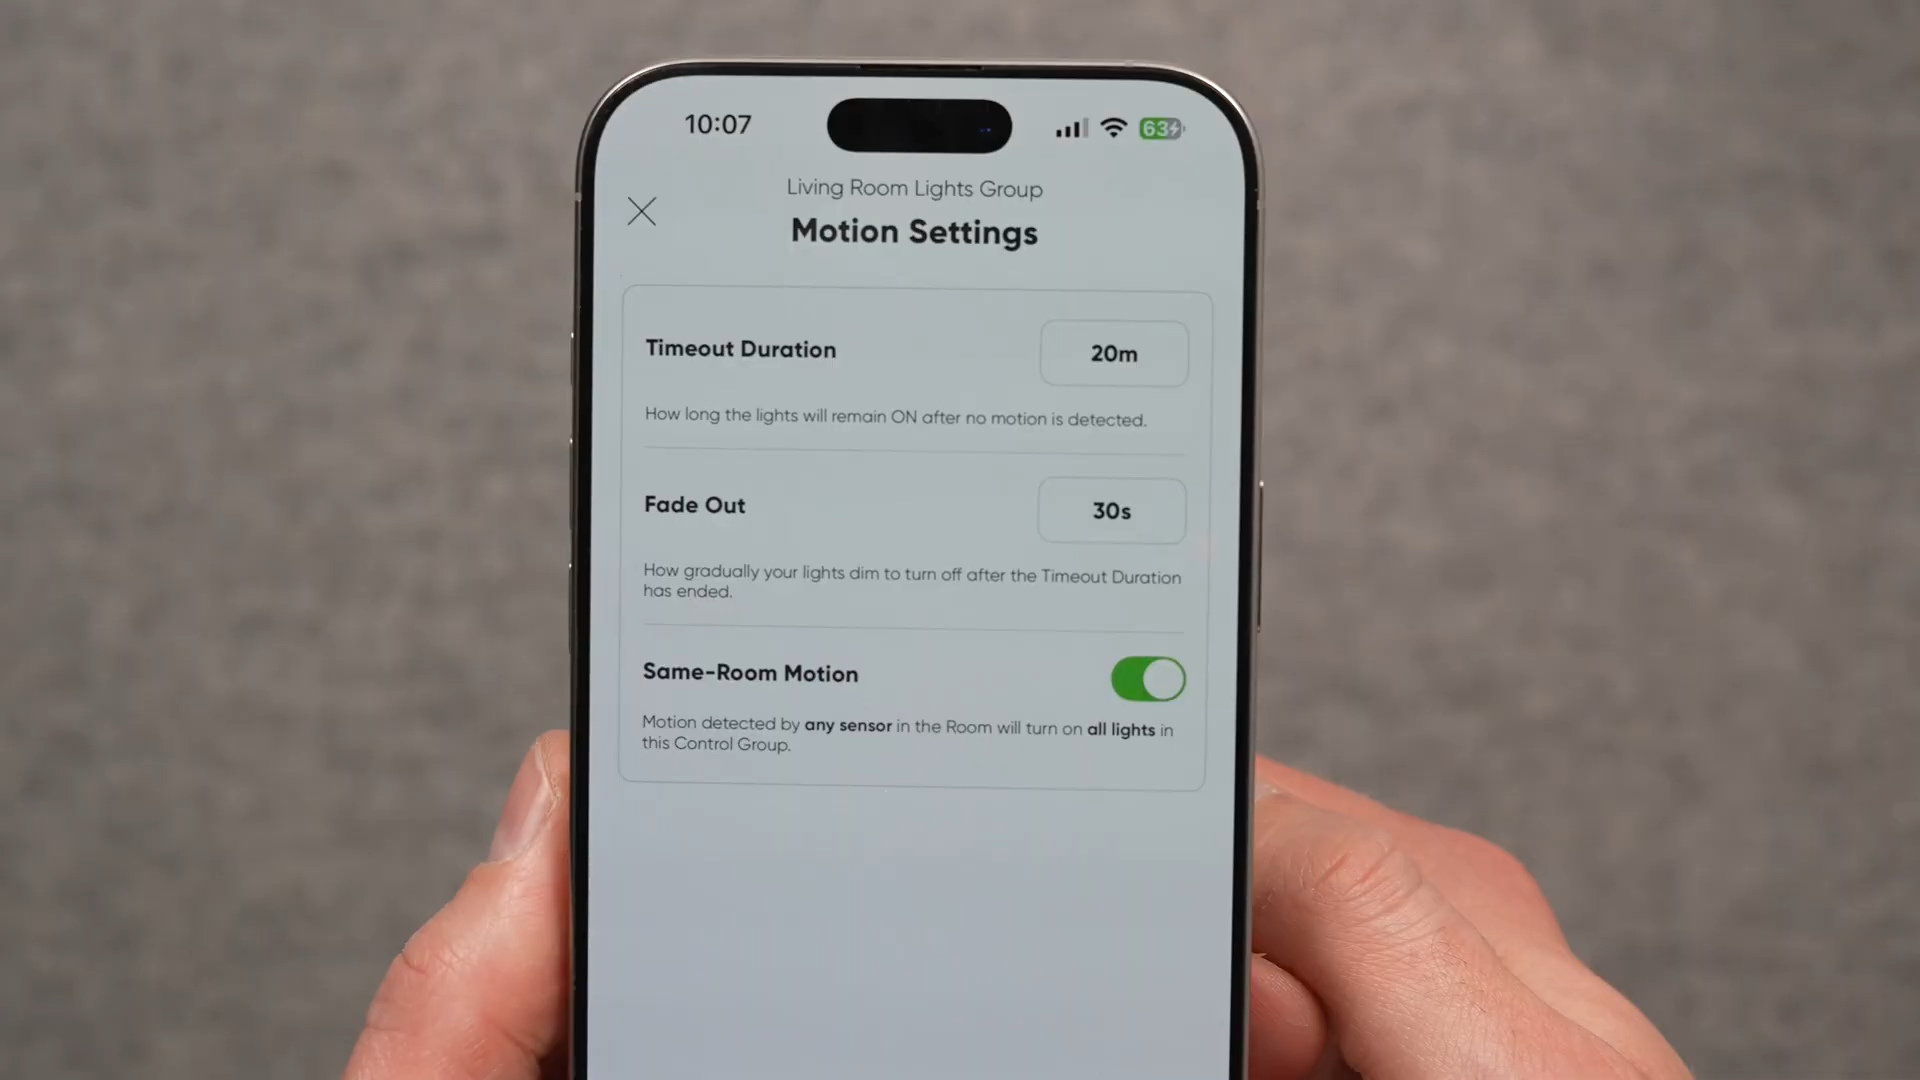 10:07
63
Living Room Lights Group
Motion Settings
Timeout Duration
20m
How long the lights will remain ON after no motion is detected.
Fade Out
30s
How gradually your lights dim to turn off after the Timeout Duration
has ended.
Same-Room Motion
Motion detected by any sensor in the Room will turn on all lights in
this Control Group.